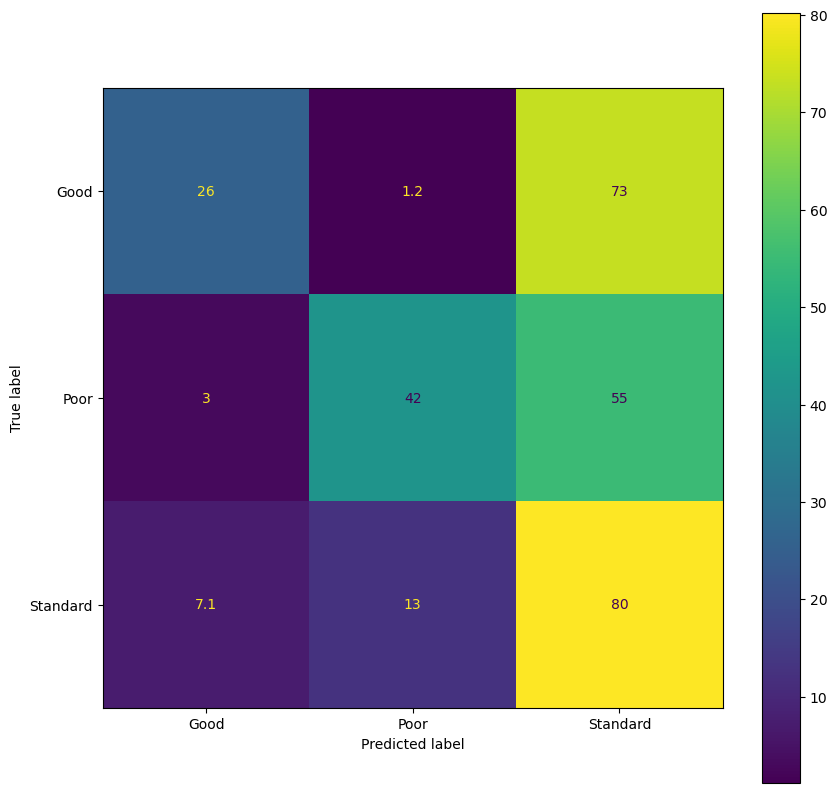 80
70
60
50
40
30
20
10
True label
Good
Poor
Standard
26 1.2 73
3 42 55
7.1 13 80
Good Poor Standard
Predicted label